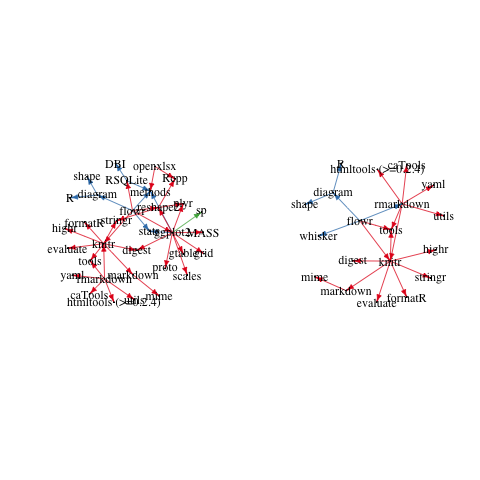 DBI
openxlsx
shape
RSQLite
Rcpp
methods
R
diagram
reshape2
plyr
flowr
sp
formatR
stringr
highr
stats
ggplot2
MASS
knitr
evaluate
digest
gtable
grid
tools
proto
yaml
rmarkdown
markdown
scales
caTools
htmltools (>= 0.2.4)
utils
mime
R
caTools
htmltools (>= 0.2.4)
yaml
diagram
shape
rmarkdown
utils
flowr
whisker
tools
highr
digest
knitr
mime
stringr
markdown
formatR
evaluate